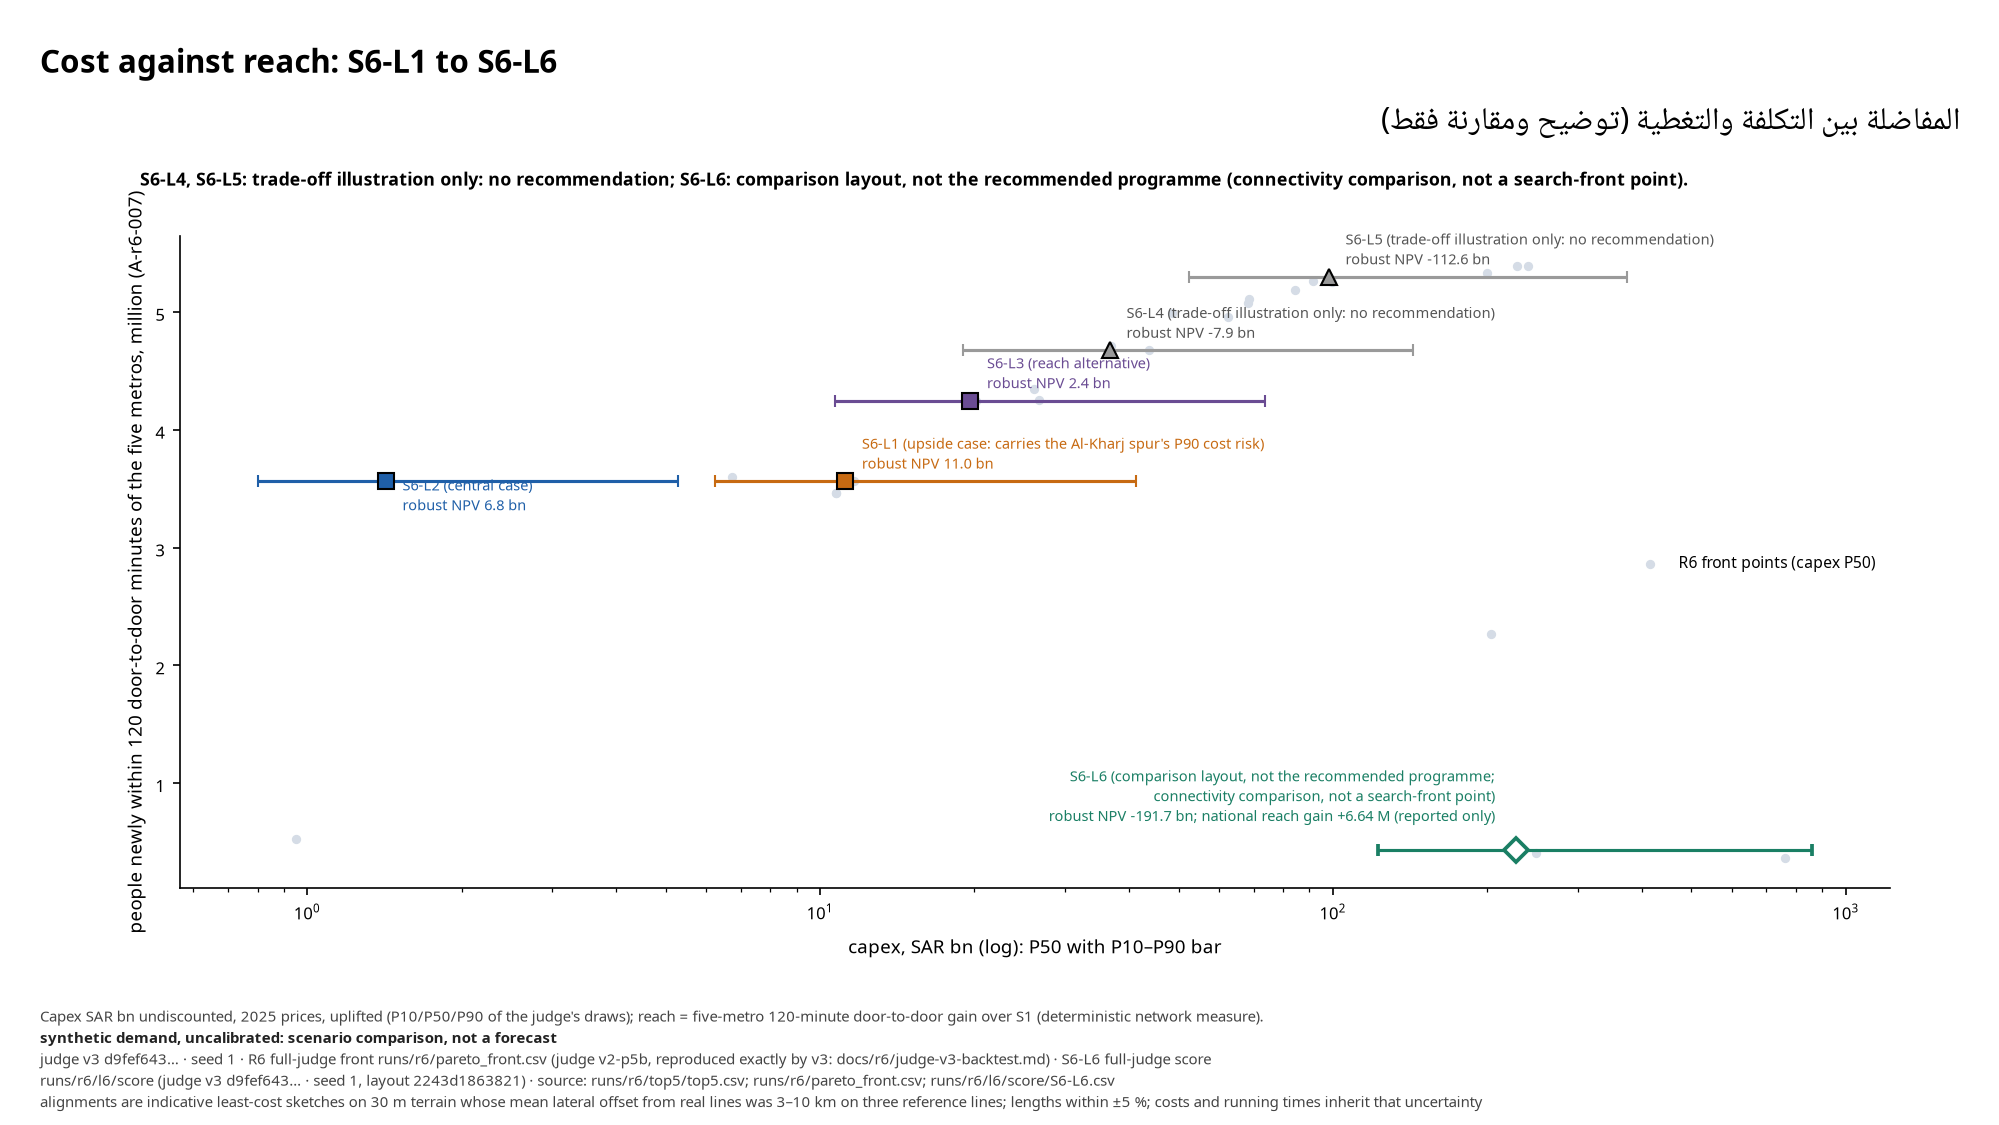 Cost against reach: S6-L1 to S6-L6
المفاضلة بين التكلفة والتغطية (توضيح ومقارنة فقط)
S6-L4, S6-L5: trade-off illustration only: no recommendation; S6-L6: comparison layout, not the recommended programme (connectivity comparison, not a search-front point).
people newly within 120 door-to-door minutes of the five metros, million (A-r6-007)
5
4
3
2
1
S6-L5 (trade-off illustration only: no recommendation)
robust NPV -112.6 bn
S6-L4 (trade-off illustration only: no recommendation)
robust NPV -7.9 bn
S6-L3 (reach alternative)
robust NPV 2.4 bn
S6-L1 (upside case: carries the Al-Kharj spur's P90 cost risk)
robust NPV 11.0 bn
S6-L2 (central case)
robust NPV 6.8 bn
R6 front points (capex P50)
S6-L6 (comparison layout, not the recommended programme;
connectivity comparison, not a search-front point)
robust NPV -191.7 bn; national reach gain +6.64 M (reported only)
10⁰ 10¹ 10² 10³
capex, SAR bn (log): P50 with P10–P90 bar
Capex SAR bn undiscounted, 2025 prices, uplifted (P10/P50/P90 of the judge's draws); reach = five-metro 120-minute door-to-door gain over S1 (deterministic network measure).
synthetic demand, uncalibrated: scenario comparison, not a forecast
judge v3 d9fef643… · seed 1 · R6 full-judge front runs/r6/pareto_front.csv (judge v2-p5b, reproduced exactly by v3: docs/r6/judge-v3-backtest.md) · S6-L6 full-judge score
runs/r6/l6/score (judge v3 d9fef643… · seed 1, layout 2243d1863821) · source: runs/r6/top5/top5.csv; runs/r6/pareto_front.csv; runs/r6/l6/score/S6-L6.csv
alignments are indicative least-cost sketches on 30 m terrain whose mean lateral offset from real lines was 3–10 km on three reference lines; lengths within ±5 %; costs and running times inherit that uncertainty